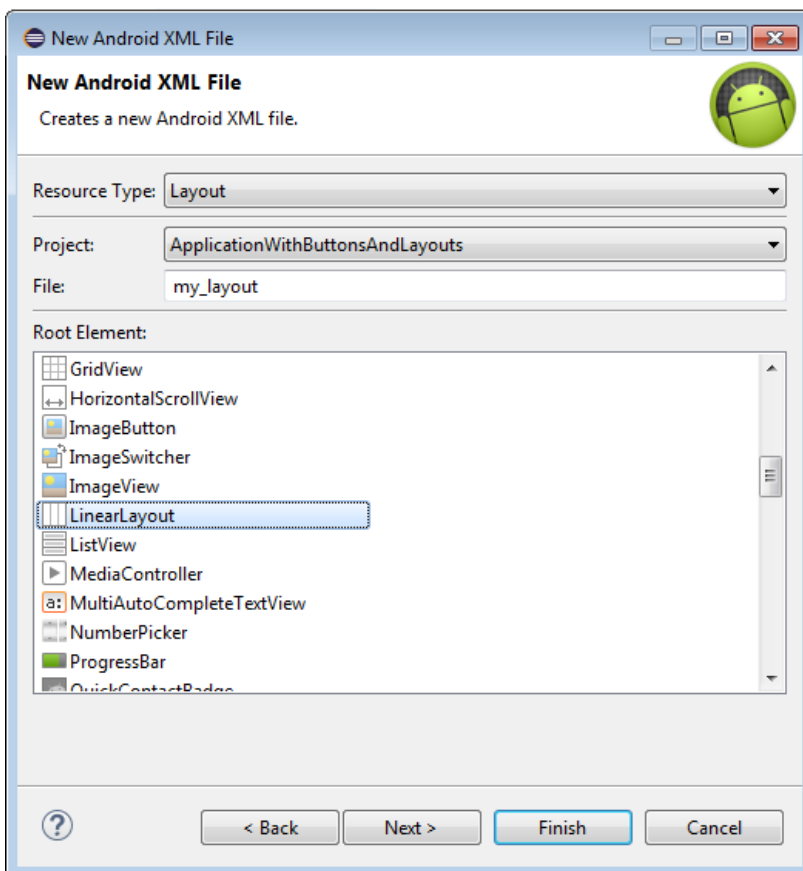 New Android XML File
New Android XML File
Creates a new Android XML file.
Resource Type: Layout
Project: ApplicationWithButtonsAndLayouts
File: my_layout
Root Element:
GridView
HorizontalScrollView
ImageButton
ImageSwitcher
ImageView
LinearLayout
ListView
MediaController
a: MultiAutoCompleteTextView
NumberPicker
ProgressBar
QuickContactBadge
? < Back Next > Finish Cancel